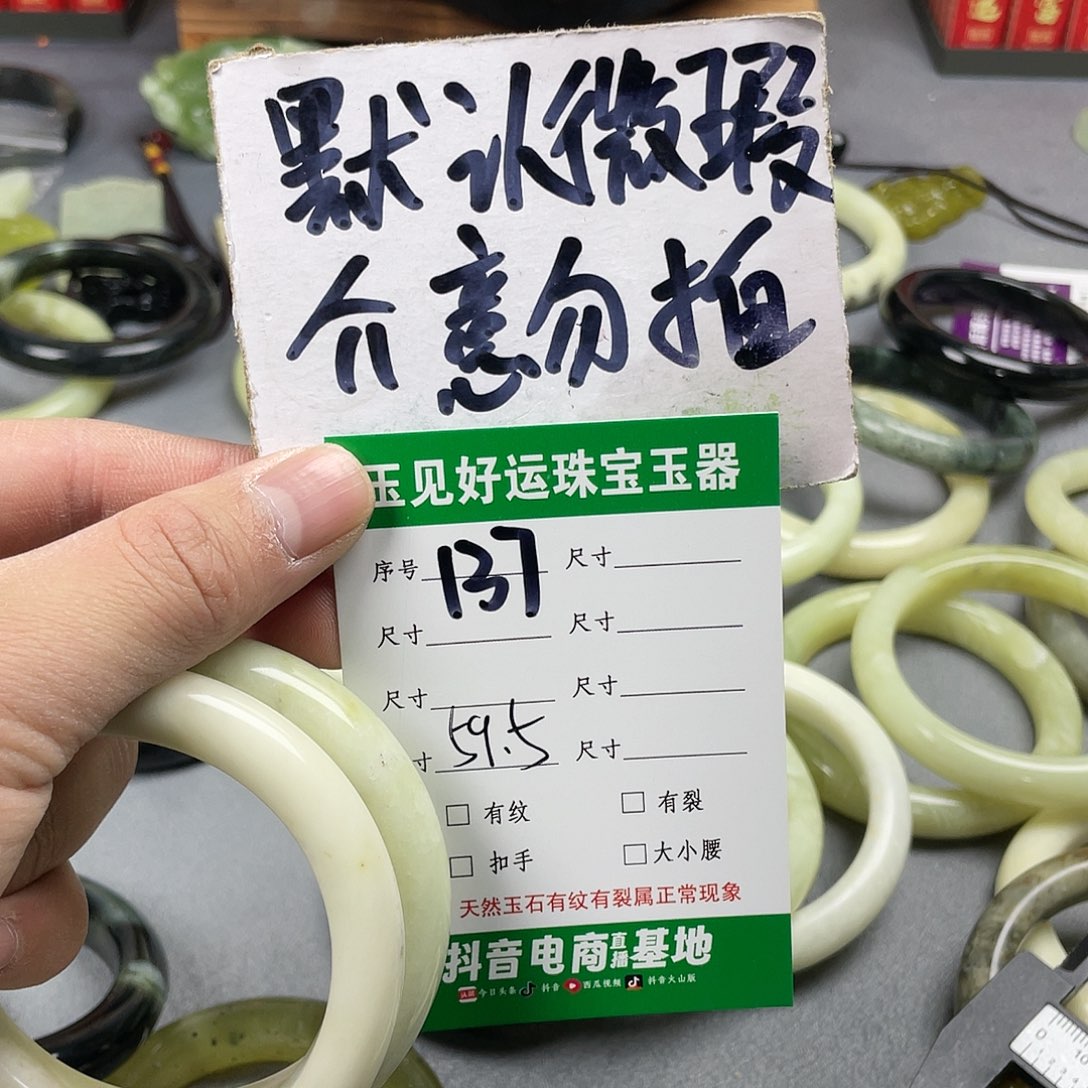 默认微瑕
介意勿拍
玉见好运珠宝玉器
序号 137 尺寸
尺寸 尺寸
尺寸 尺寸
寸 59.5 尺寸
□ 有纹 □ 有裂
□ 扣手 □ 大小腰
天然玉石有纹有裂属正常现象
抖音电商直播基地
头条 今日头条 抖音 西瓜视频 抖音火山版